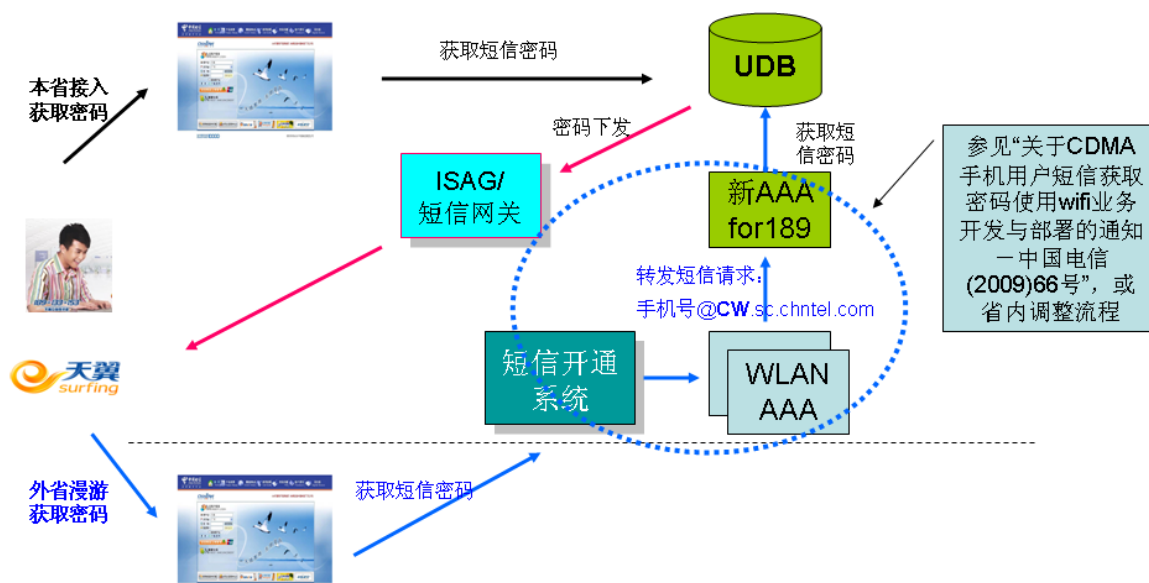 本省接入
获取密码
获取短信密码
UDB
密码下发
获取短
信密码
ISAG/
短信网关
新AAA
for189
参见“关于CDMA
手机用户短信获取
密码使用wifi业务
开发与部署的通知
－中国电信
(2009)66号”，或
省内调整流程
转发短信请求：
手机号@CW.sc.chntel.com
天翼
surfing
短信开通
系统
WLAN
AAA
外省漫游
获取密码
获取短信密码